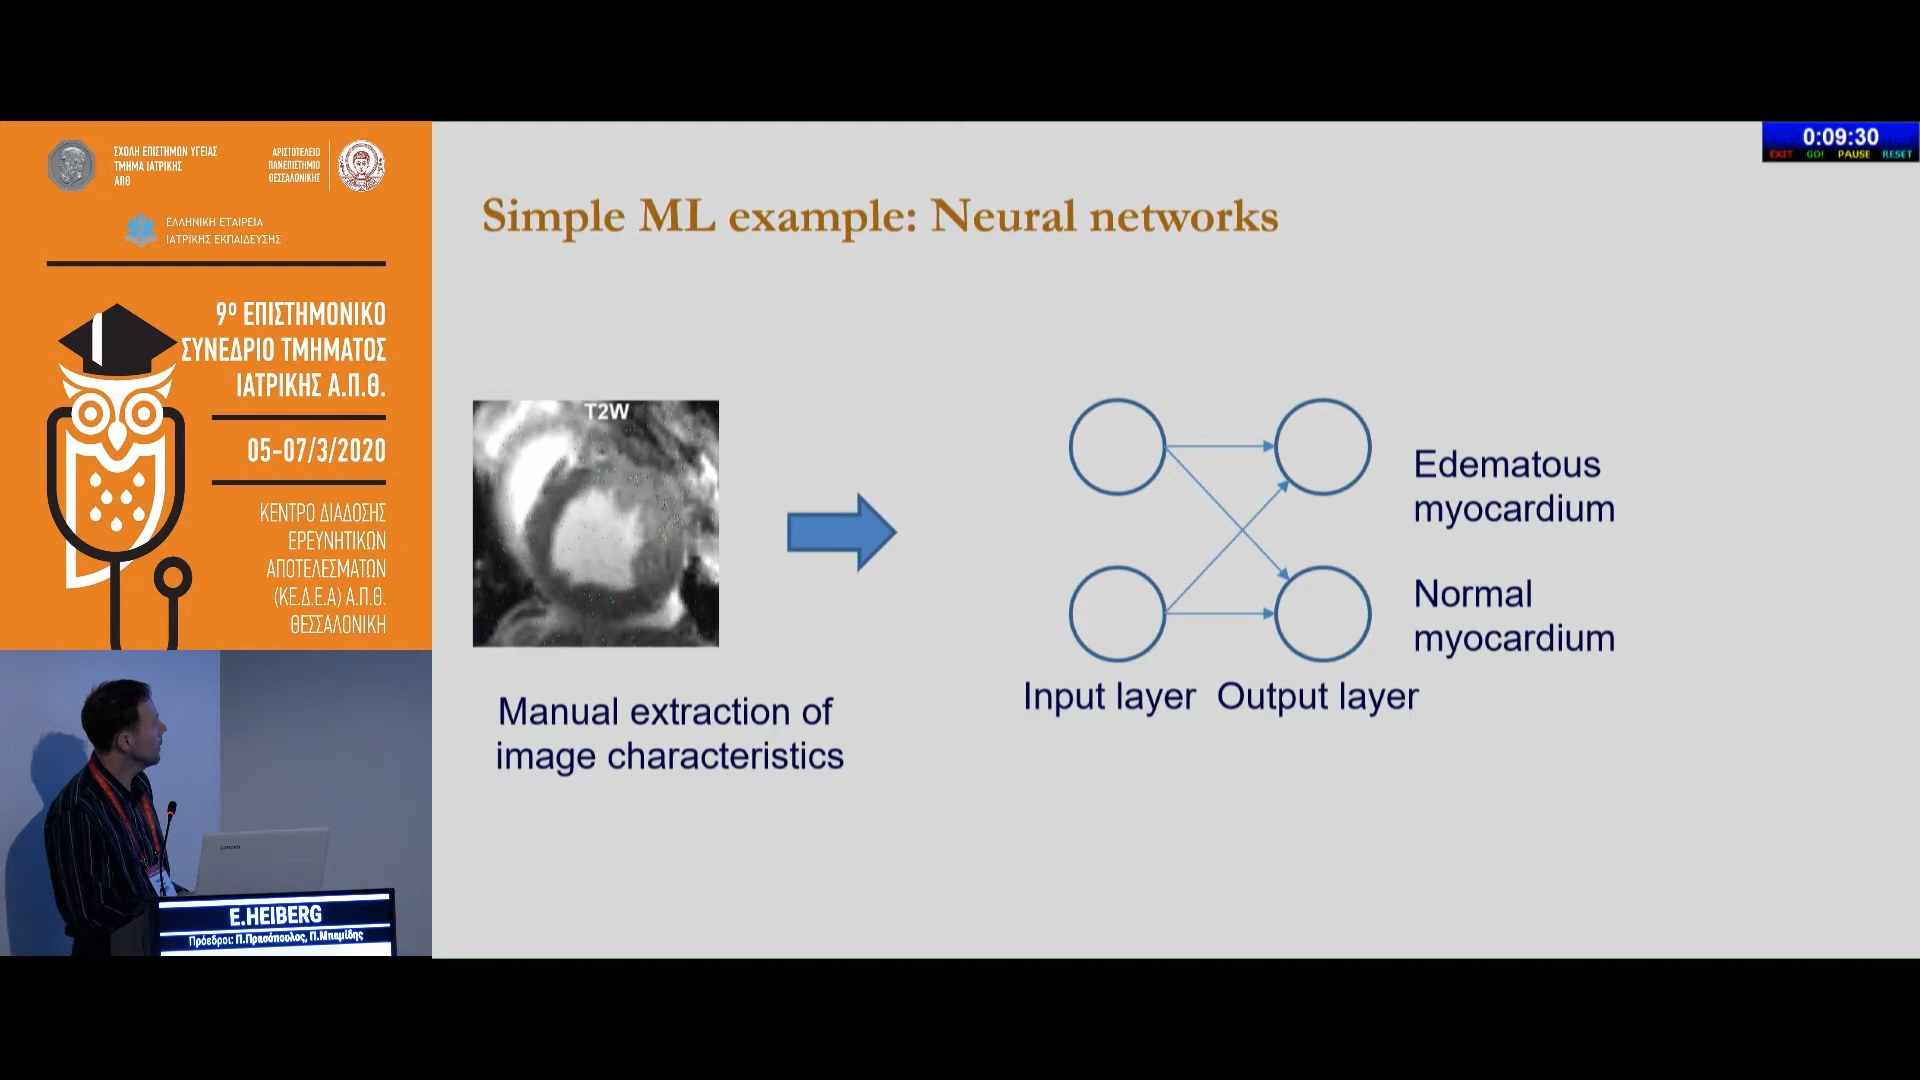 ΣΧΟΛΗ ΕΠΙΣΤΗΜΩΝ ΥΓΕΙΑΣ
ΤΜΗΜΑ ΙΑΤΡΙΚΗΣ
ΑΠΘ
ΑΡΙΣΤΟΤΕΛΕΙΟ
ΠΑΝΕΠΙΣΤΗΜΙΟ
ΘΕΣΣΑΛΟΝΙΚΗΣ
ΕΛΛΗΝΙΚΗ ΕΤΑΙΡΕΙΑ
ΙΑΤΡΙΚΗΣ ΕΚΠΑΙΔΕΥΣΗΣ
9º ΕΠΙΣΤΗΜΟΝΙΚΟ
ΣΥΝΕΔΡΙΟ ΤΜΗΜΑΤΟΣ
ΙΑΤΡΙΚΗΣ Α.Π.Θ.
05-07/3/2020
ΚΕΝΤΡΟ ΔΙΑΔΟΣΗΣ
ΕΡΕΥΝΗΤΙΚΩΝ
ΑΠΟΤΕΛΕΣΜΑΤΩΝ
(ΚΕ.Δ.Ε.Α) Α.Π.Θ.
ΘΕΣΣΑΛΟΝΙΚΗ
Lenovo
E.HEIBERG
Πρόεδροι: Π.Πρασόπουλος, Π.Μπαμίδης
0:09:30
EXIT GO! PAUSE RESET
Simple ML example: Neural networks
T2W
Manual extraction of
image characteristics
Edematous
myocardium
Normal
myocardium
Input layer Output layer